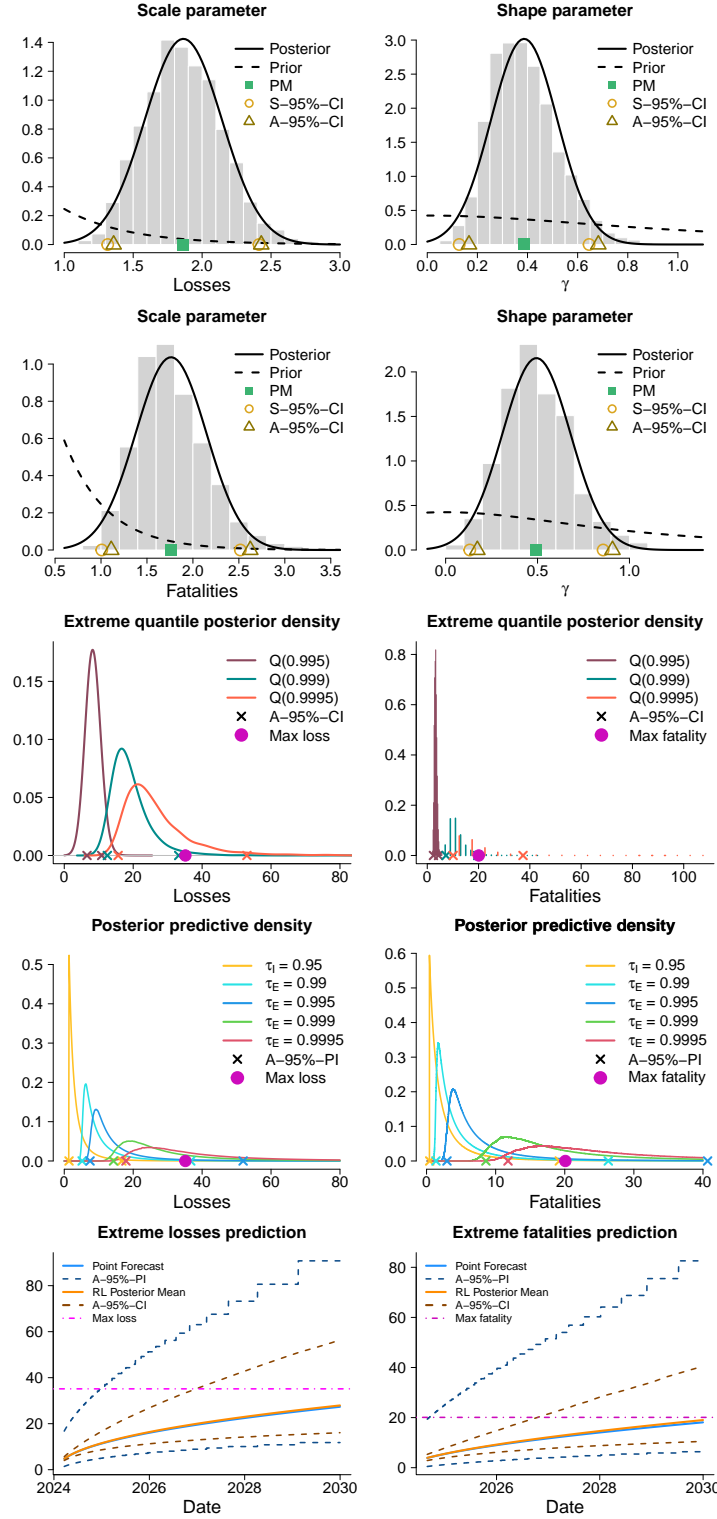 Scale parameter
1.4
1.2
1.0
0.8
0.6
0.4
0.2
0.0
Posterior
Prior
PM
S−95%−CI
A−95%−CI
1.0 1.5 2.0 2.5 3.0
Losses
Shape parameter
3.0
2.5
2.0
1.5
1.0
0.5
0.0
Posterior
Prior
PM
S−95%−CI
A−95%−CI
0.0 0.2 0.4 0.6 0.8 1.0
γ
Scale parameter
1.0
0.8
0.6
0.4
0.2
0.0
Posterior
Prior
PM
S−95%−CI
A−95%−CI
0.5 1.0 1.5 2.0 2.5 3.0 3.5
Fatalities
Shape parameter
2.0
1.5
1.0
0.5
0.0
Posterior
Prior
PM
S−95%−CI
A−95%−CI
0.0 0.5 1.0
γ
Extreme quantile posterior density
0.15
0.10
0.05
0.00
Q(0.995)
Q(0.999)
Q(0.9995)
A−95%−CI
Max loss
0 20 40 60 80
Losses
Extreme quantile posterior density
0.8
0.6
0.4
0.2
0.0
Q(0.995)
Q(0.999)
Q(0.9995)
A−95%−CI
Max fatality
0 20 40 60 80 100
Fatalities
Posterior predictive density
0.5
0.4
0.3
0.2
0.1
0.0
τI = 0.95
τE = 0.99
τE = 0.995
τE = 0.999
τE = 0.9995
A−95%−PI
Max loss
0 20 40 60 80
Losses
Posterior predictive density
0.6
0.5
0.4
0.3
0.2
0.1
0.0
τI = 0.95
τE = 0.99
τE = 0.995
τE = 0.999
τE = 0.9995
A−95%−PI
Max fatality
0 10 20 30 40
Fatalities
Extreme losses prediction
80
60
40
20
0
Point Forecast
A−95%−PI
RL Posterior Mean
A−95%−CI
Max loss
2024 2026 2028 2030
Date
Extreme fatalities prediction
80
60
40
20
0
Point Forecast
A−95%−PI
RL Posterior Mean
A−95%−CI
Max fatality
2026 2028 2030
Date